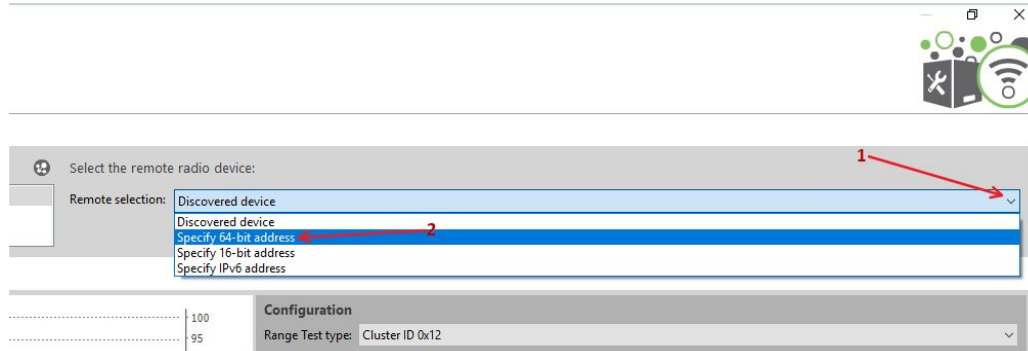 Select the remote radio device:
1
Remote selection: Discovered device
Discovered device
Specify 64-bit address 2
Specify 16-bit address
Specify IPv6 address
100
Configuration
95
Range Test type: Cluster ID 0x12